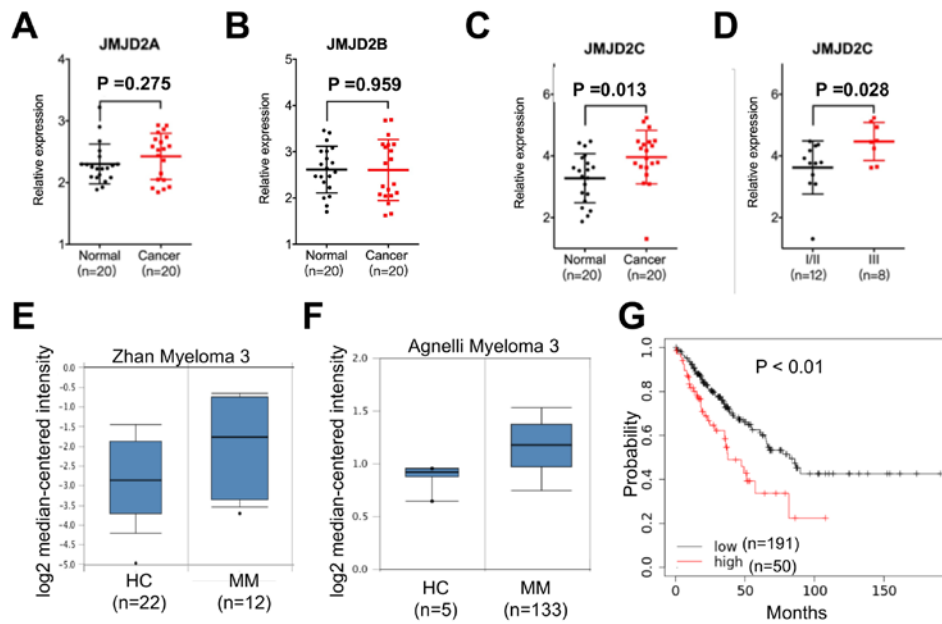 A
JMJD2A
P =0.275
Relative expression
4
3
2
1
Normal
(n=20)
Cancer
(n=20)
B
JMJD2B
P =0.959
Relative expression
5
4
3
2
1
Normal
(n=20)
Cancer
(n=20)
C
JMJD2C
P =0.013
Relative expression
6
4
2
Normal
(n=20)
Cancer
(n=20)
D
JMJD2C
P =0.028
Relative expression
6
4
2
I/II
(n=12)
III
(n=8)
E
Zhan Myeloma 3
log2 median-centered intensity
0.0
-0.5
-1.0
-1.5
-2.0
-2.5
-3.0
-3.5
-4.0
-4.5
-5.0
HC
(n=22)
MM
(n=12)
F
Agnelli Myeloma 3
log2 median-centered intensity
2.0
1.5
1.0
0.5
0.0
HC
(n=5)
MM
(n=133)
G
P < 0.01
Probability
1.0
0.8
0.6
0.4
0.2
low (n=191)
high (n=50)
0
50
100
150
Months